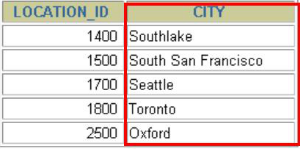 LOCATION_ID CITY
1400 Southlake
1500 South San Francisco
1700 Seattle
1800 Toronto
2500 Oxford